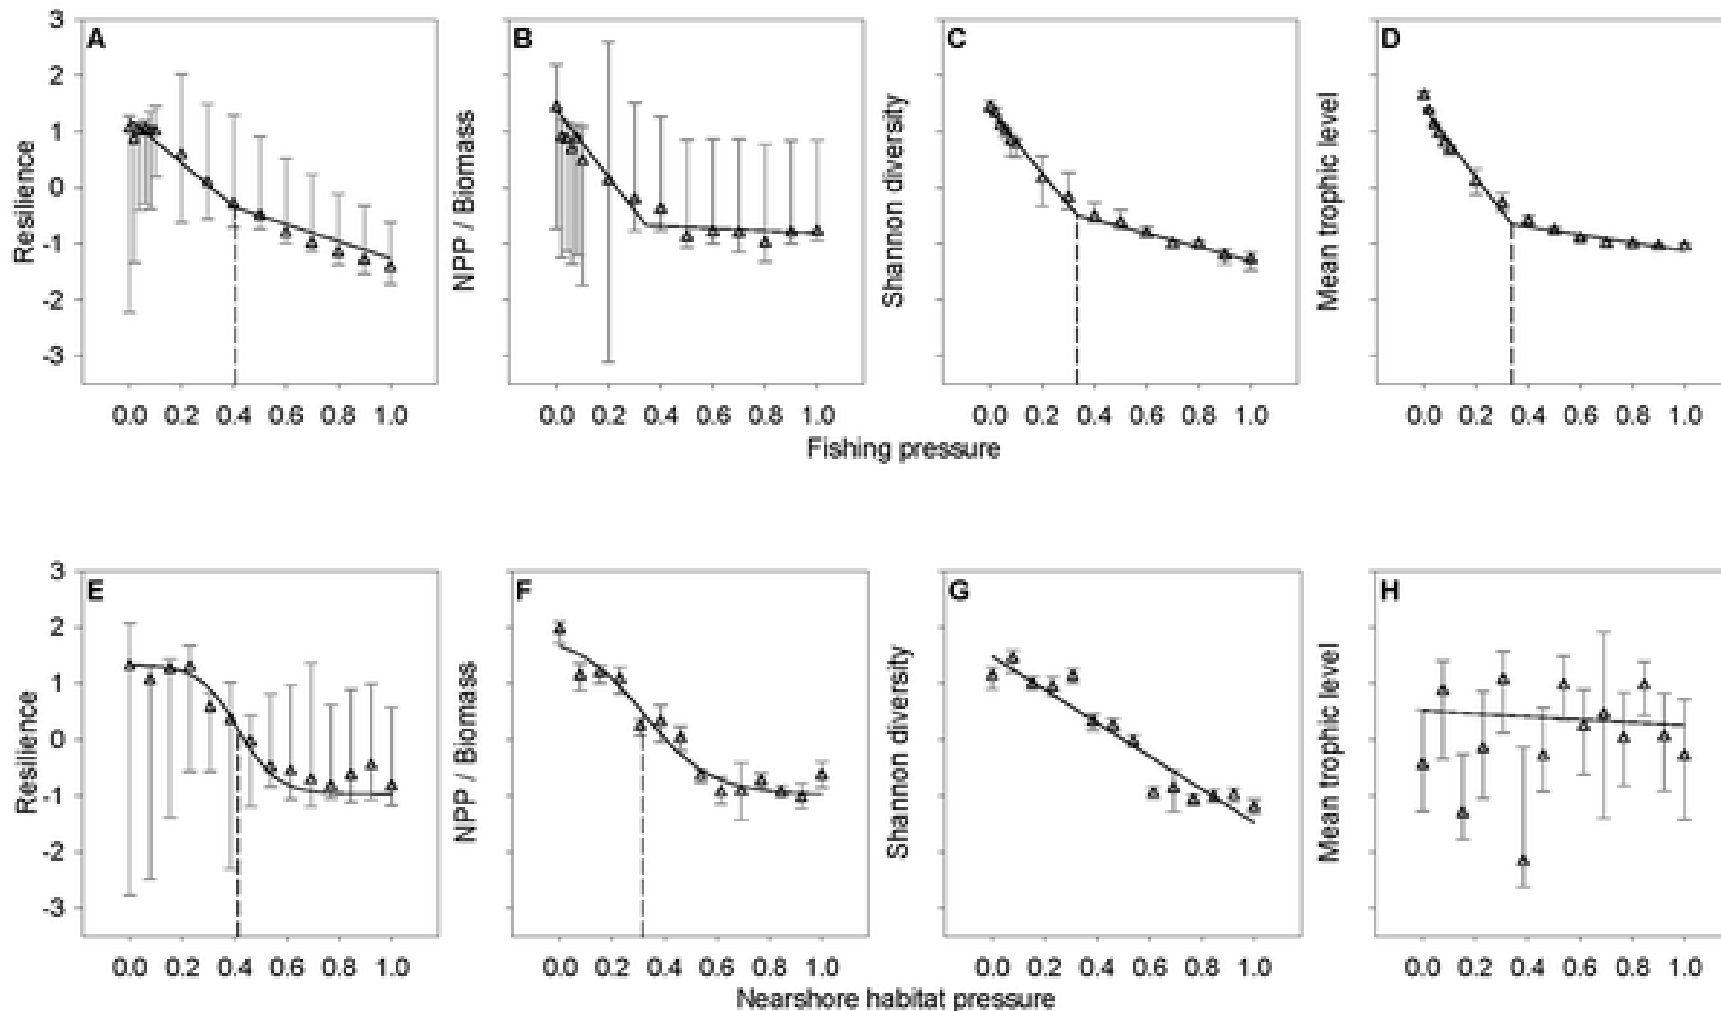 A B C D
3
2
1
0
-1
-2
-3
Resilience
NPP / Biomass
Shannon diversity
Mean trophic level
0.0 0.2 0.4 0.6 0.8 1.0 0.0 0.2 0.4 0.6 0.8 1.0 0.0 0.2 0.4 0.6 0.8 1.0 0.0 0.2 0.4 0.6 0.8 1.0
Fishing pressure
E F G H
3
2
1
0
-1
-2
-3
Resilience
NPP / Biomass
Shannon diversity
Mean trophic level
0.0 0.2 0.4 0.6 0.8 1.0 0.0 0.2 0.4 0.6 0.8 1.0 0.0 0.2 0.4 0.6 0.8 1.0 0.0 0.2 0.4 0.6 0.8 1.0
Nearshore habitat pressure